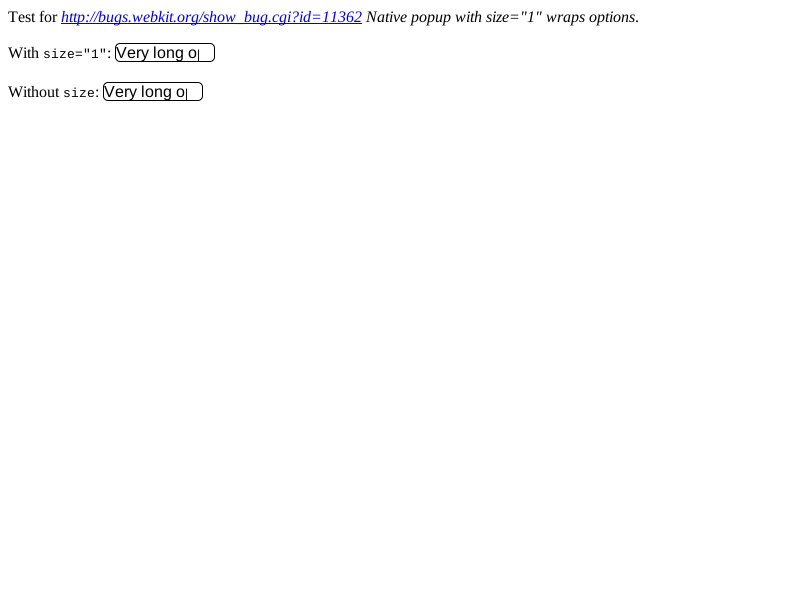 Test for http://bugs.webkit.org/show_bug.cgi?id=11362 Native popup with size="1" wraps options.
With size="1": Very long o
Without size: Very long o